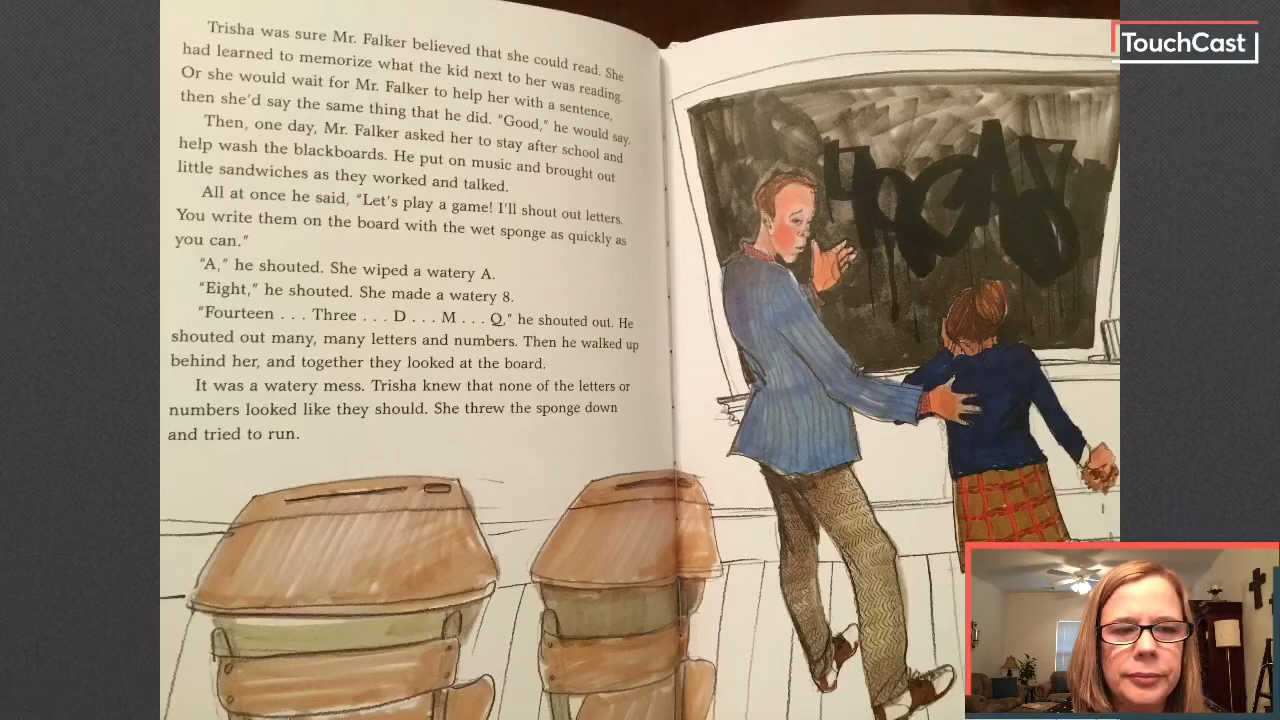 Trisha was sure Mr. Falker believed that she could read. She
had learned to memorize what the kid next to her was reading.
Or she would wait for Mr. Falker to help her with a sentence,
then she'd say the same thing that he did. "Good," he would say.
Then, one day, Mr. Falker asked her to stay after school and
help wash the blackboards. He put on music and brought out
little sandwiches as they worked and talked.
All at once he said, "Let's play a game! I'll shout out letters.
You write them on the board with the wet sponge as quickly as
you can."
"A," he shouted. She wiped a watery A.
"Eight," he shouted. She made a watery 8.
"Fourteen . . . Three . . . D . . . M . . . Q," he shouted out. He
shouted out many, many letters and numbers. Then he walked up
behind her, and together they looked at the board.
It was a watery mess. Trisha knew that none of the letters or
numbers looked like they should. She threw the sponge down
and tried to run.
TouchCast